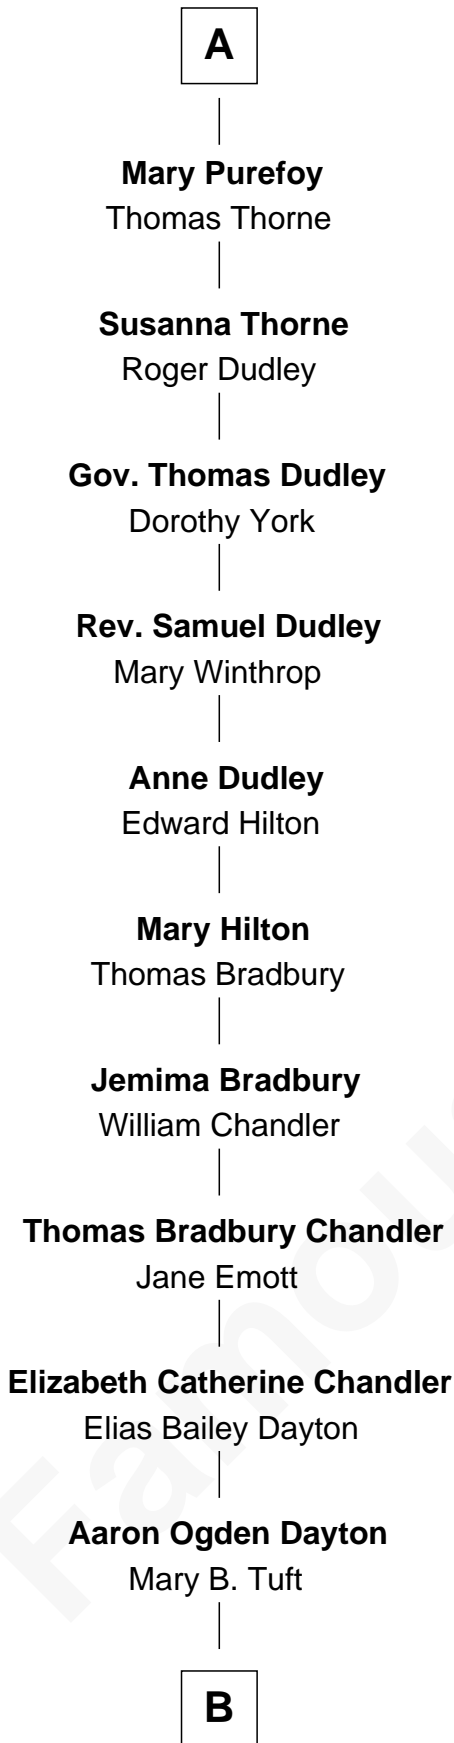 A
Mary Purefoy
Thomas Thorne
Susanna Thorne
Roger Dudley
Gov. Thomas Dudley
Dorothy York
Rev. Samuel Dudley
Mary Winthrop
Anne Dudley
Edward Hilton
Mary Hilton
Thomas Bradbury
Jemima Bradbury
William Chandler
Thomas Bradbury Chandler
Jane Emott
Elizabeth Catherine Chandler
Elias Bailey Dayton
Aaron Ogden Dayton
Mary B. Tuft
B
Famou